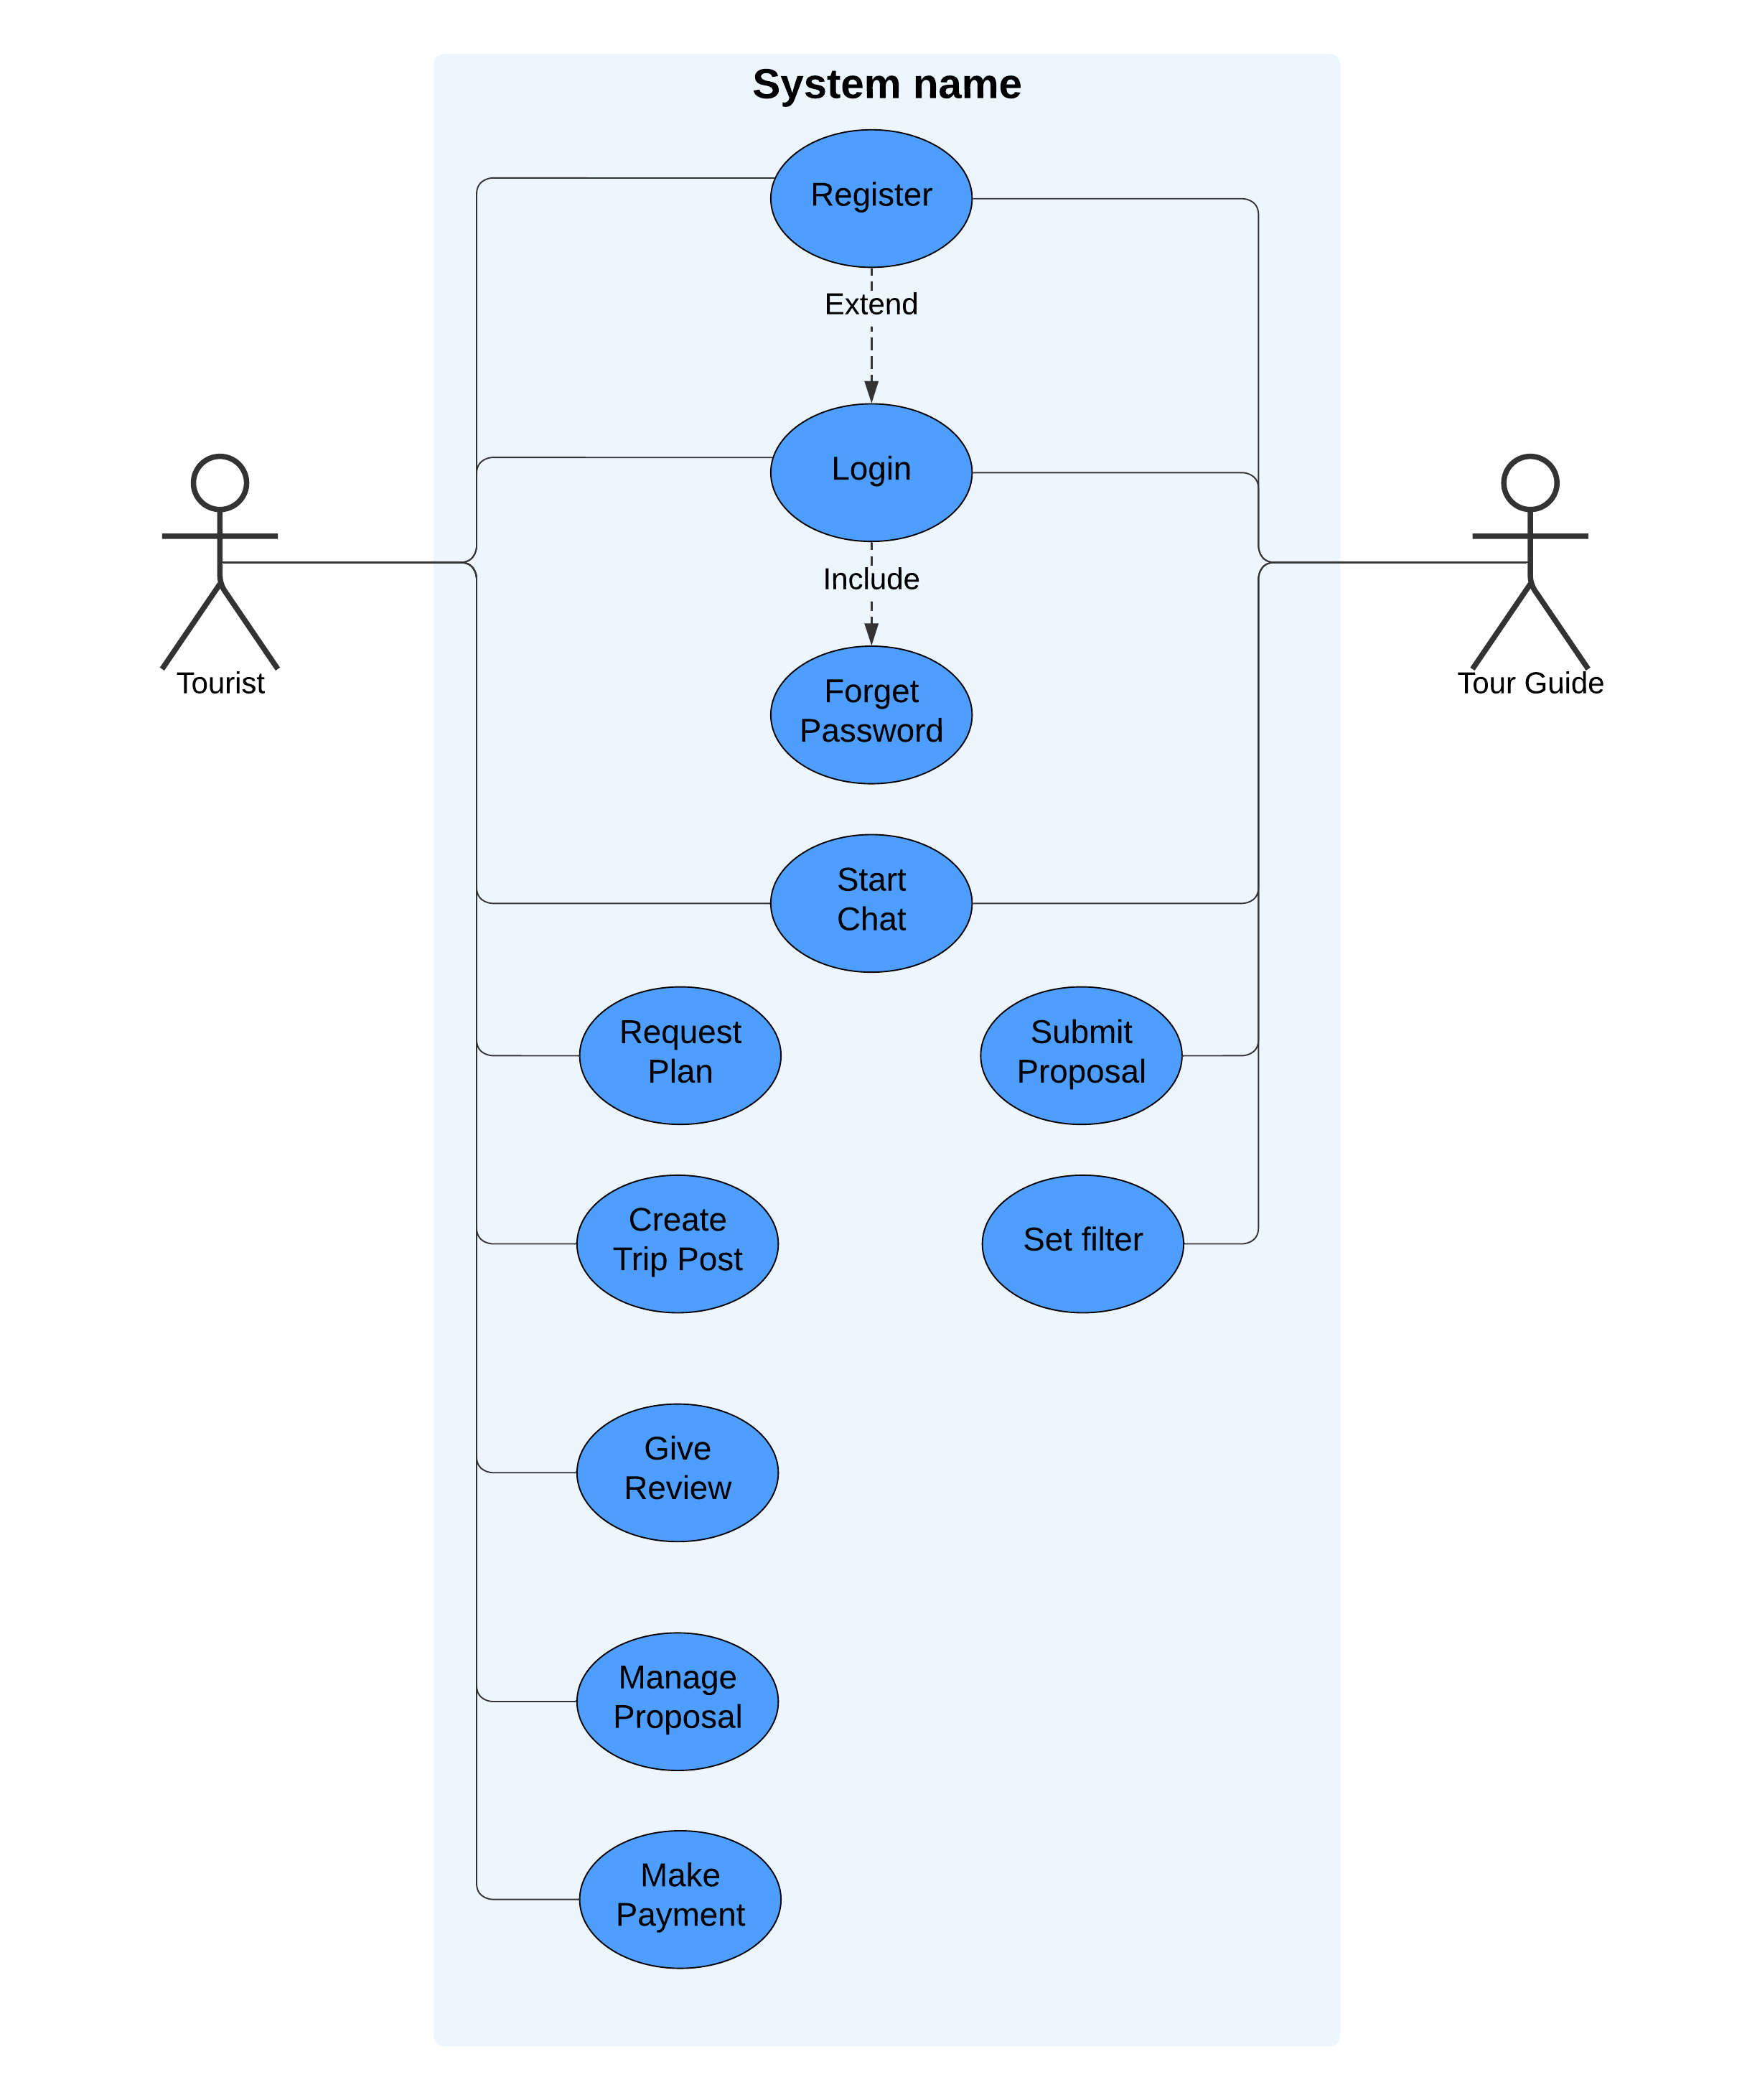 System name
Register
Extend
Login
Include
Tourist
Tour Guide
Forget
Password
Start
Chat
Request
Plan
Submit
Proposal
Create
Trip Post
Set filter
Give
Review
Manage
Proposal
Make
Payment